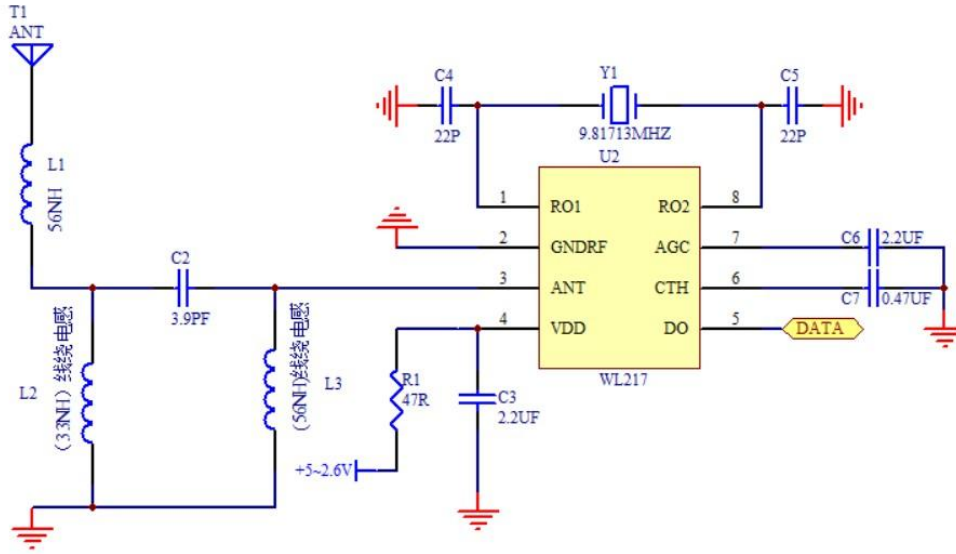 T1
ANT
L1
56NH
C4
22P
Y1
9.81713MHZ
C5
22P
U2
1
RO1
RO2
8
2
GNDRF
AGC
7
C6
2.2UF
3
ANT
CTH
6
C7
0.47UF
4
VDD
DO
5
DATA
WL217
C2
3.9PF
L2
(33NH)线绕电感
L3
(56NH)线绕电感
R1
47R
C3
2.2UF
+5~2.6V